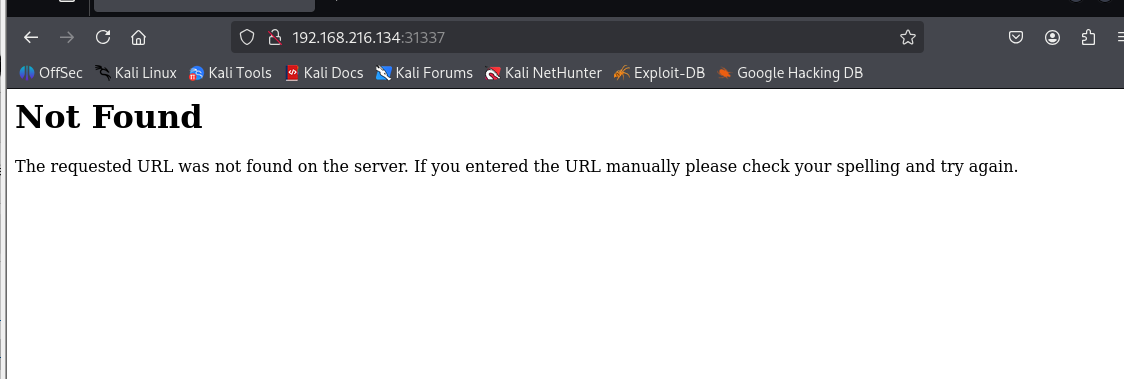 192.168.216.134:31337
OffSec Kali Linux Kali Tools Kali Docs Kali Forums Kali NetHunter Exploit-DB Google Hacking DB
Not Found
The requested URL was not found on the server. If you entered the URL manually please check your spelling and try again.